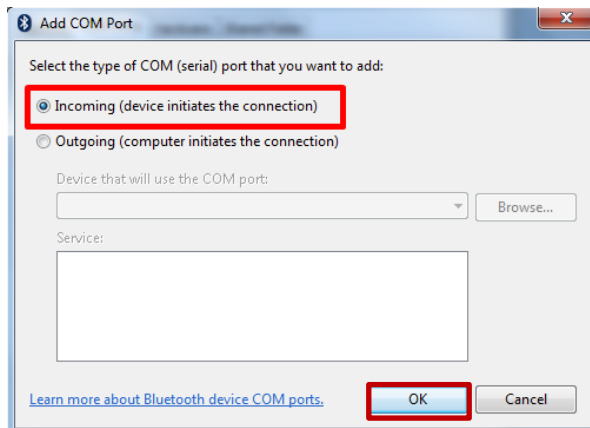 Add COM Port
Select the type of COM (serial) port that you want to add:
Incoming (device initiates the connection)
Outgoing (computer initiates the connection)
Device that will use the COM port:
Browse...
Service:
Learn more about Bluetooth device COM ports.
OK
Cancel